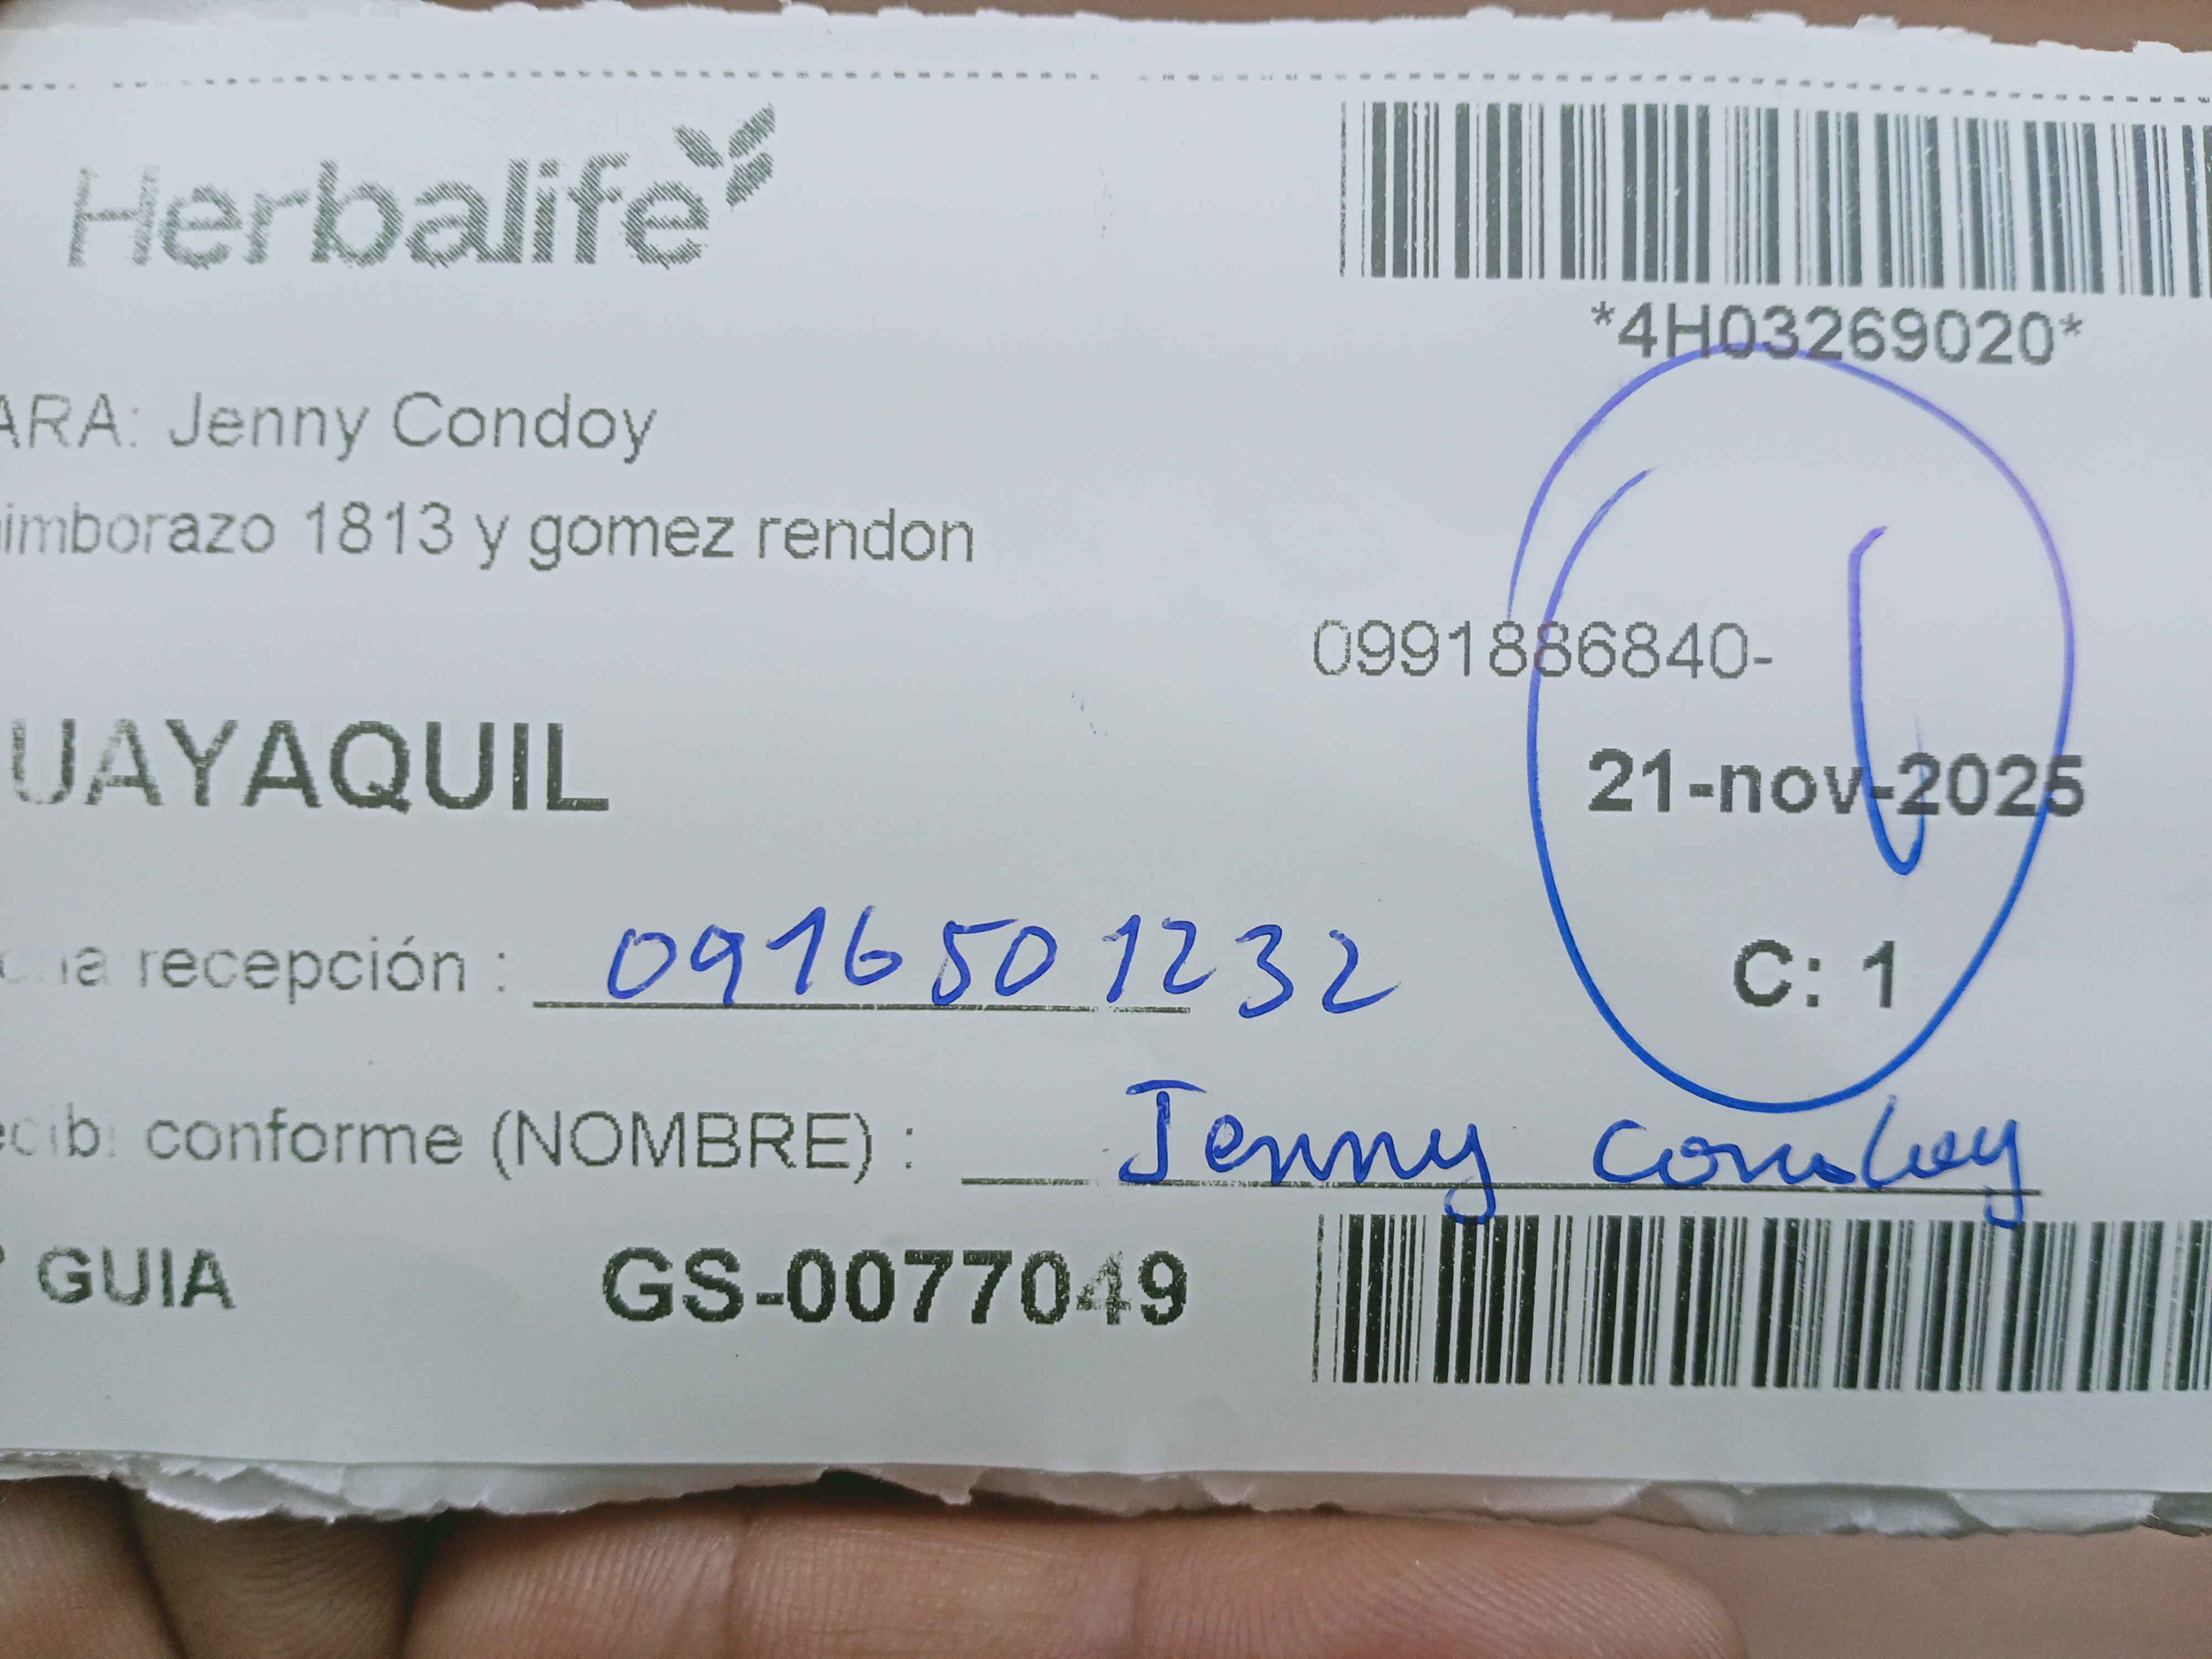 Herbalife
*4H03269020*
ARA: Jenny Condoy
imborazo 1813 y gomez rendon
0991886840-
UAYAQUIL
21-nov-2025
recepción : 0916501232
C: 1
conforme (NOMBRE) : Jenny Condoy
GUIA GS-0077049